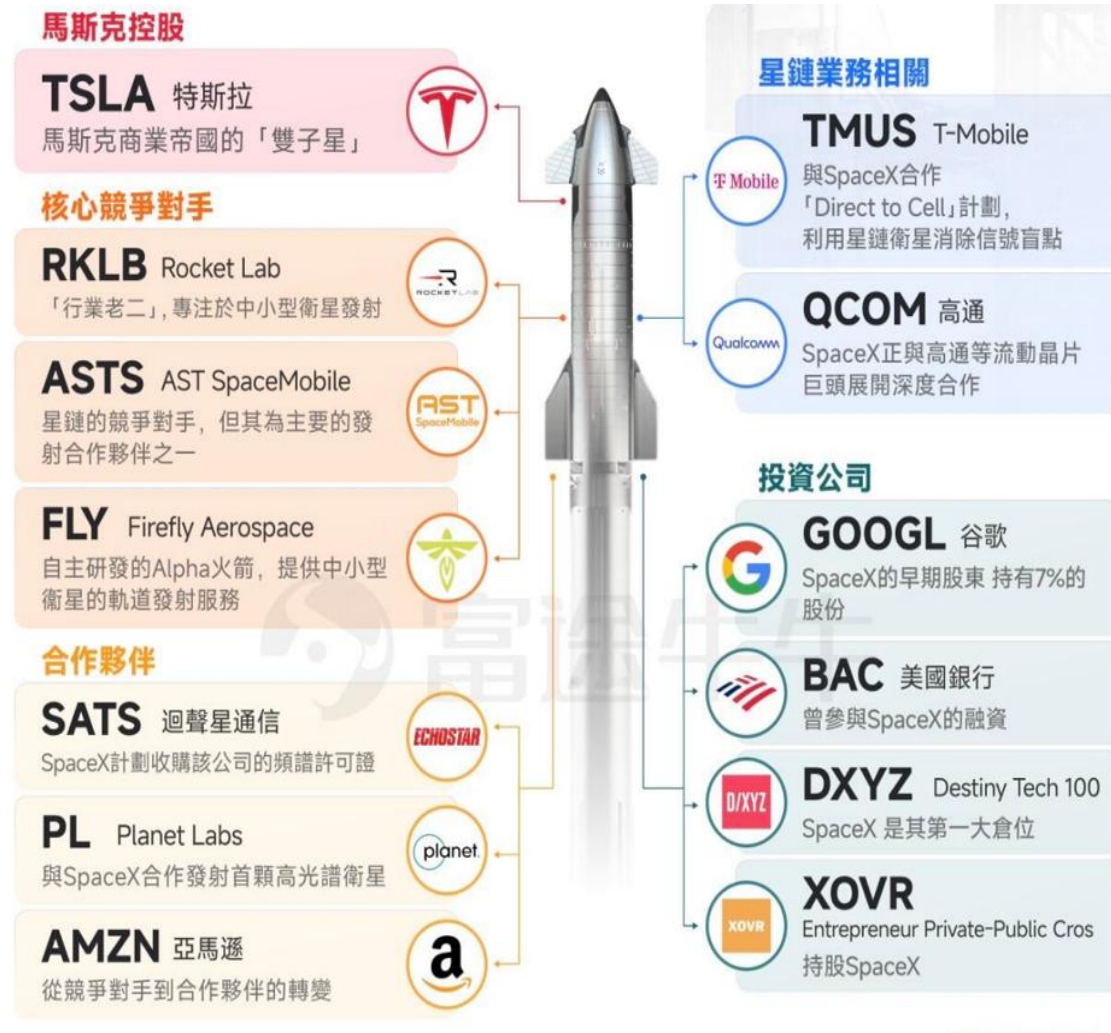 馬斯克控股
TSLA 特斯拉
馬斯克商業帝國的「雙子星」
核心競爭對手
RKLB Rocket Lab
「行業老二」，專注於中小型衛星發射
ROCKETLAB
ASTS AST SpaceMobile
星鏈的競爭對手，但其為主要的發
射合作夥伴之一
AST
SpaceMobile
FLY Firefly Aerospace
自主研發的Alpha火箭，提供中小型
衞星的軌道發射服務
合作夥伴
SATS 迴聲星通信
SpaceX計劃收購該公司的頻譜許可證
ECHOSTAR
PL Planet Labs
與SpaceX合作發射首顆高光譜衛星
planet.
AMZN 亞馬遜
從競爭對手到合作夥伴的轉變
a
星鏈業務相關
TMUS T-Mobile
與SpaceX合作
「Direct to Cell」計劃，
利用星鏈衛星消除信號盲點
T Mobile
QCOM 高通
SpaceX正與高通等流動晶片
巨頭展開深度合作
Qualcomm
投資公司
GOOGL 谷歌
SpaceX的早期股東 持有7%的
股份
G
BAC 美國銀行
曾參與SpaceX的融資
DXYZ Destiny Tech 100
SpaceX 是其第一大倉位
D/XYZ
XOVR
Entrepreneur Private-Public Cros
持股SpaceX
XOVR
富途牛牛